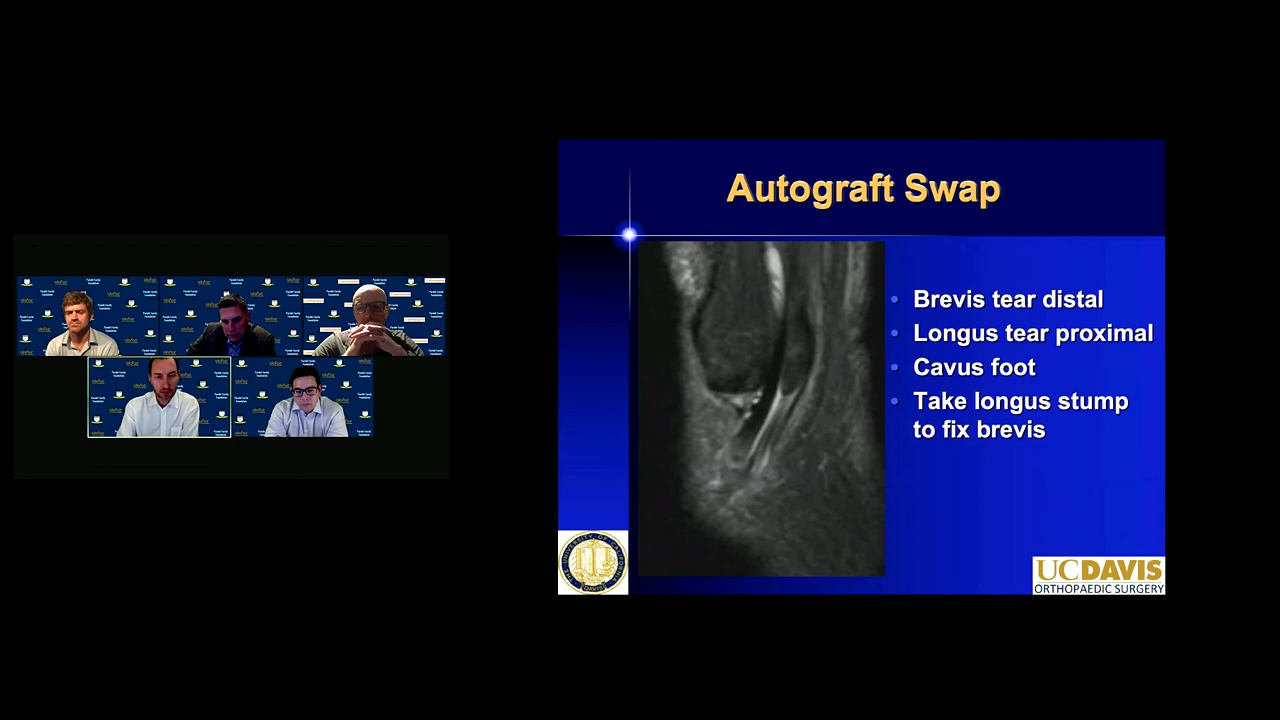 Autograft Swap
• Brevis tear distal
• Longus tear proximal
• Cavus foot
• Take longus stump
to fix brevis
UCDAVIS
ORTHOPAEDIC SURGERY